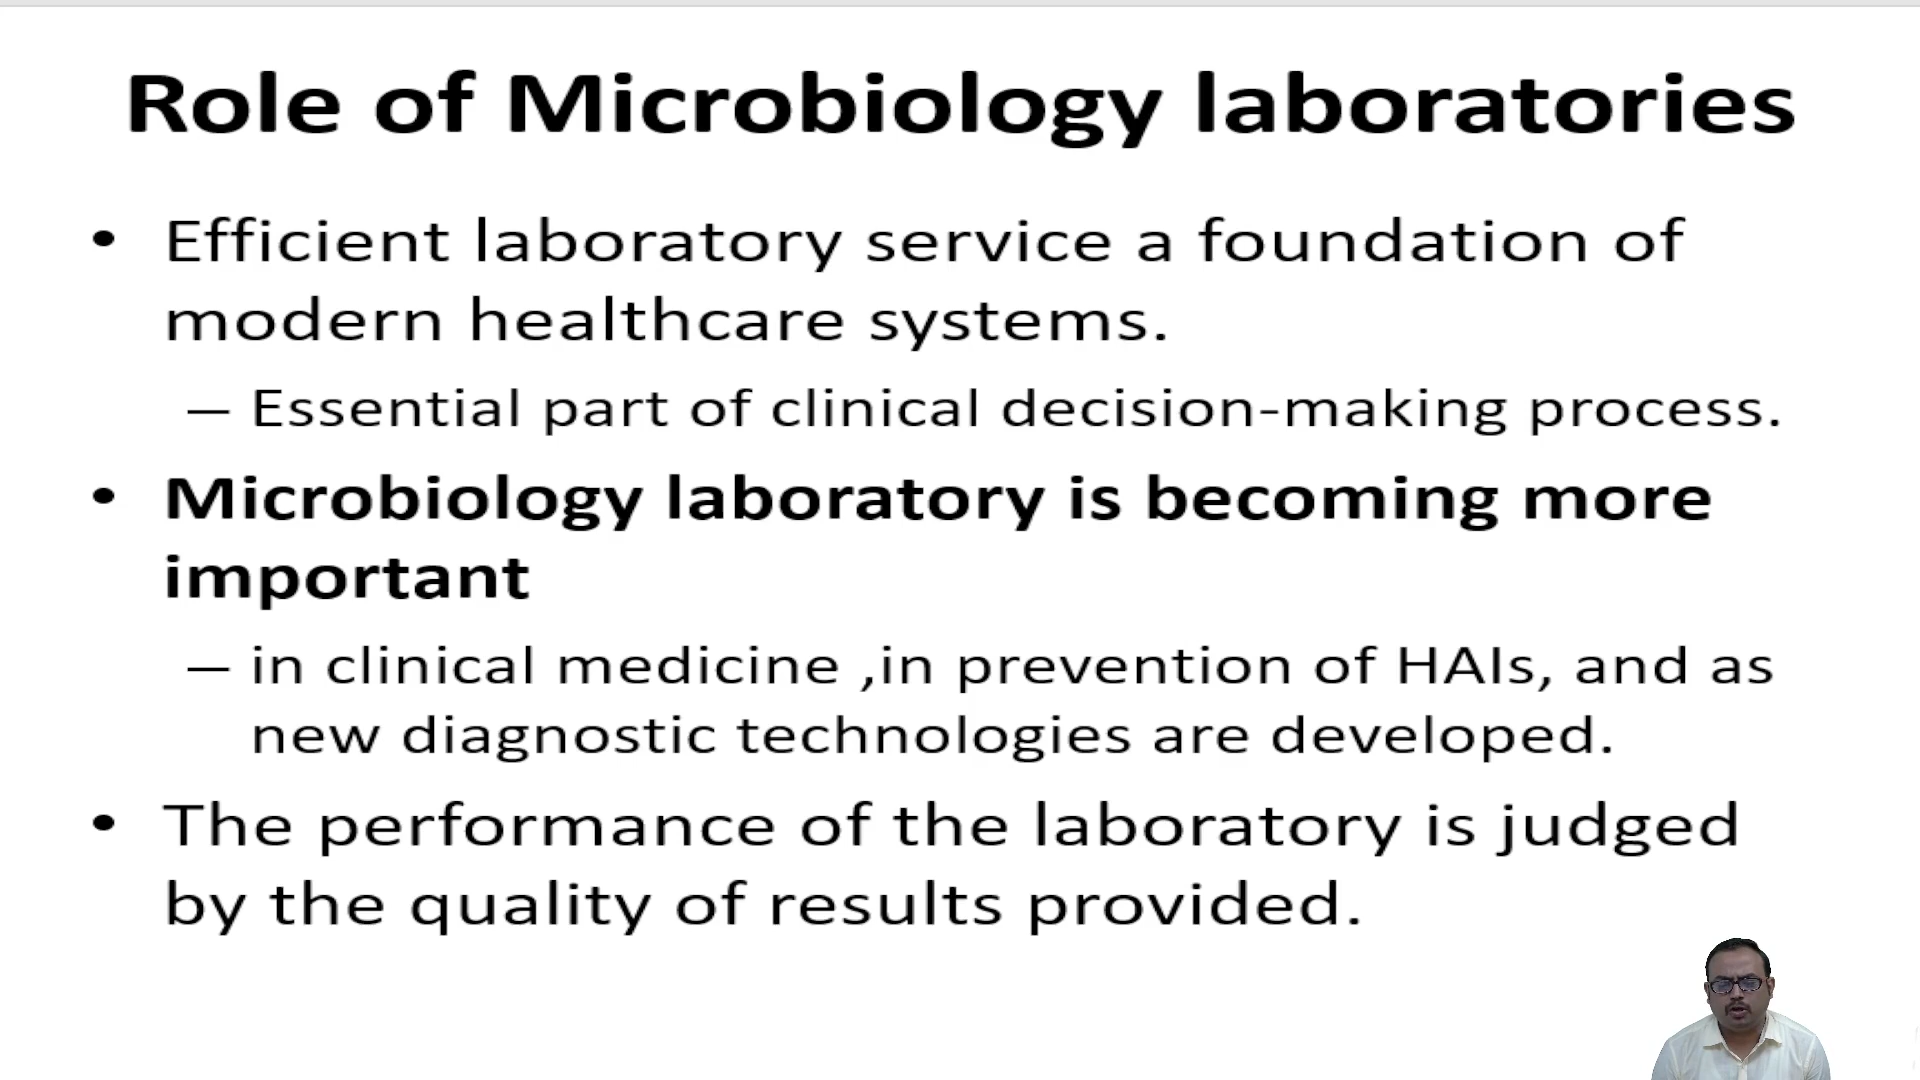 Role of Microbiology laboratories
• Efficient laboratory service a foundation of
modern healthcare systems.
– Essential part of clinical decision-making process.
• Microbiology laboratory is becoming more
important
– in clinical medicine ,in prevention of HAIs, and as
new diagnostic technologies are developed.
• The performance of the laboratory is judged
by the quality of results provided.